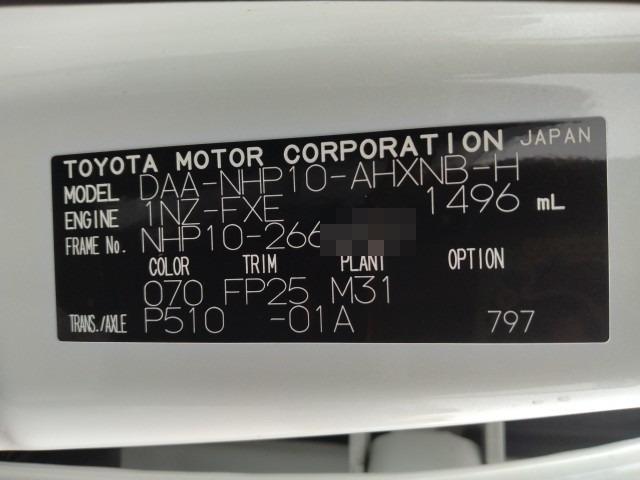 TOYOTA MOTOR CORPORATION JAPAN
MODEL DAA-NHP10-AHXNB-H
ENGINE 1NZ-FXE 1496 mL
FRAME No. NHP10-266
COLOR TRIM PLANT OPTION
070 FP25 M31
TRANS./AXLE P510 -01A 797